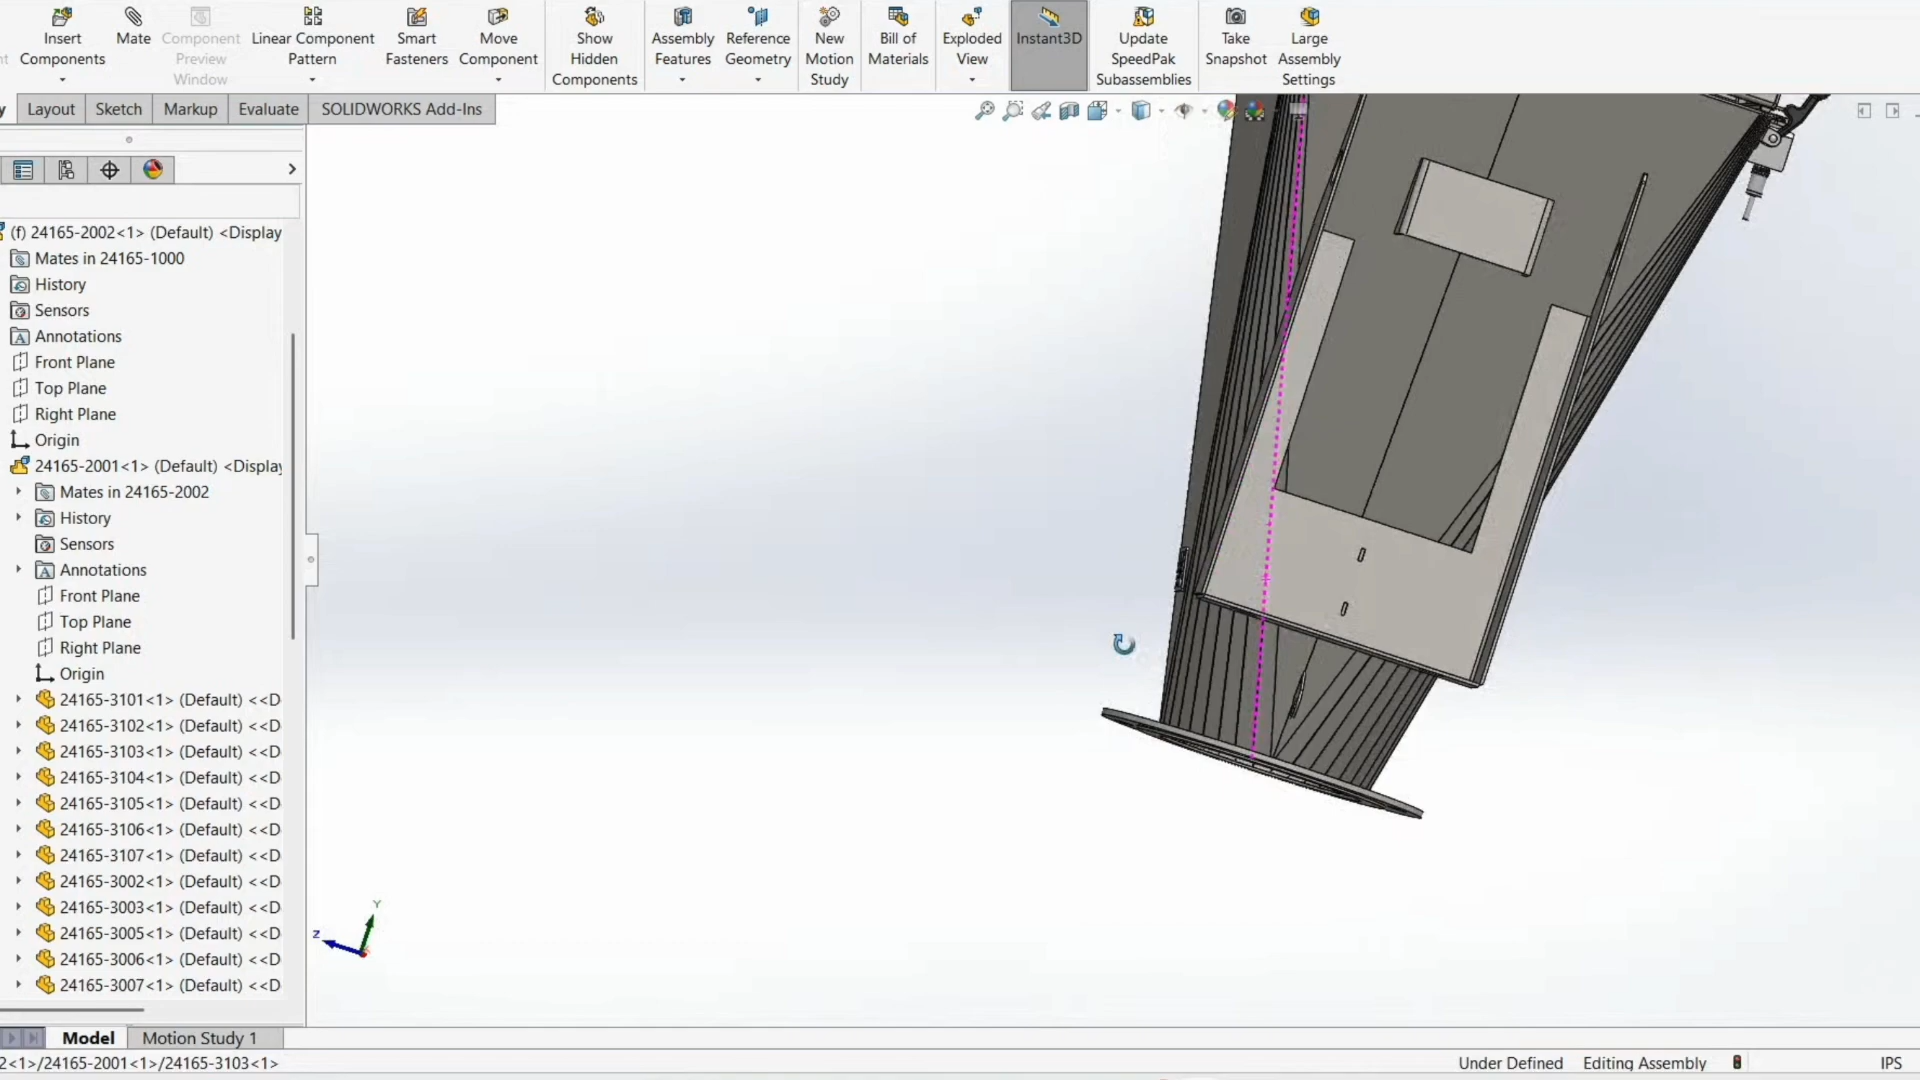 Insert
Components
Mate
Component
Preview
Window
Linear Component
Pattern
Smart
Fasteners
Move
Component
Show
Hidden
Components
Assembly
Features
Reference
Geometry
New
Motion
Study
Bill of
Materials
Exploded
View
Instant3D
Update
SpeedPak
Subassemblies
Take
Snapshot
Large
Assembly
Settings
Layout
Sketch
Markup
Evaluate
SOLIDWORKS Add-Ins
(f) 24165-2002<1> (Default) <Display
Mates in 24165-1000
History
Sensors
Annotations
Front Plane
Top Plane
Right Plane
Origin
24165-2001<1> (Default) <Display
Mates in 24165-2002
History
Sensors
Annotations
Front Plane
Top Plane
Right Plane
Origin
24165-3101<1> (Default) <<D
24165-3102<1> (Default) <<D
24165-3103<1> (Default) <<D
24165-3104<1> (Default) <<D
24165-3105<1> (Default) <<D
24165-3106<1> (Default) <<D
24165-3107<1> (Default) <<D
24165-3002<1> (Default) <<D
24165-3003<1> (Default) <<D
24165-3005<1> (Default) <<D
24165-3006<1> (Default) <<D
24165-3007<1> (Default) <<D
Y
Z
Model
Motion Study 1
2<1>/24165-2001<1>/24165-3103<1>
Under Defined
Editing Assembly
IPS